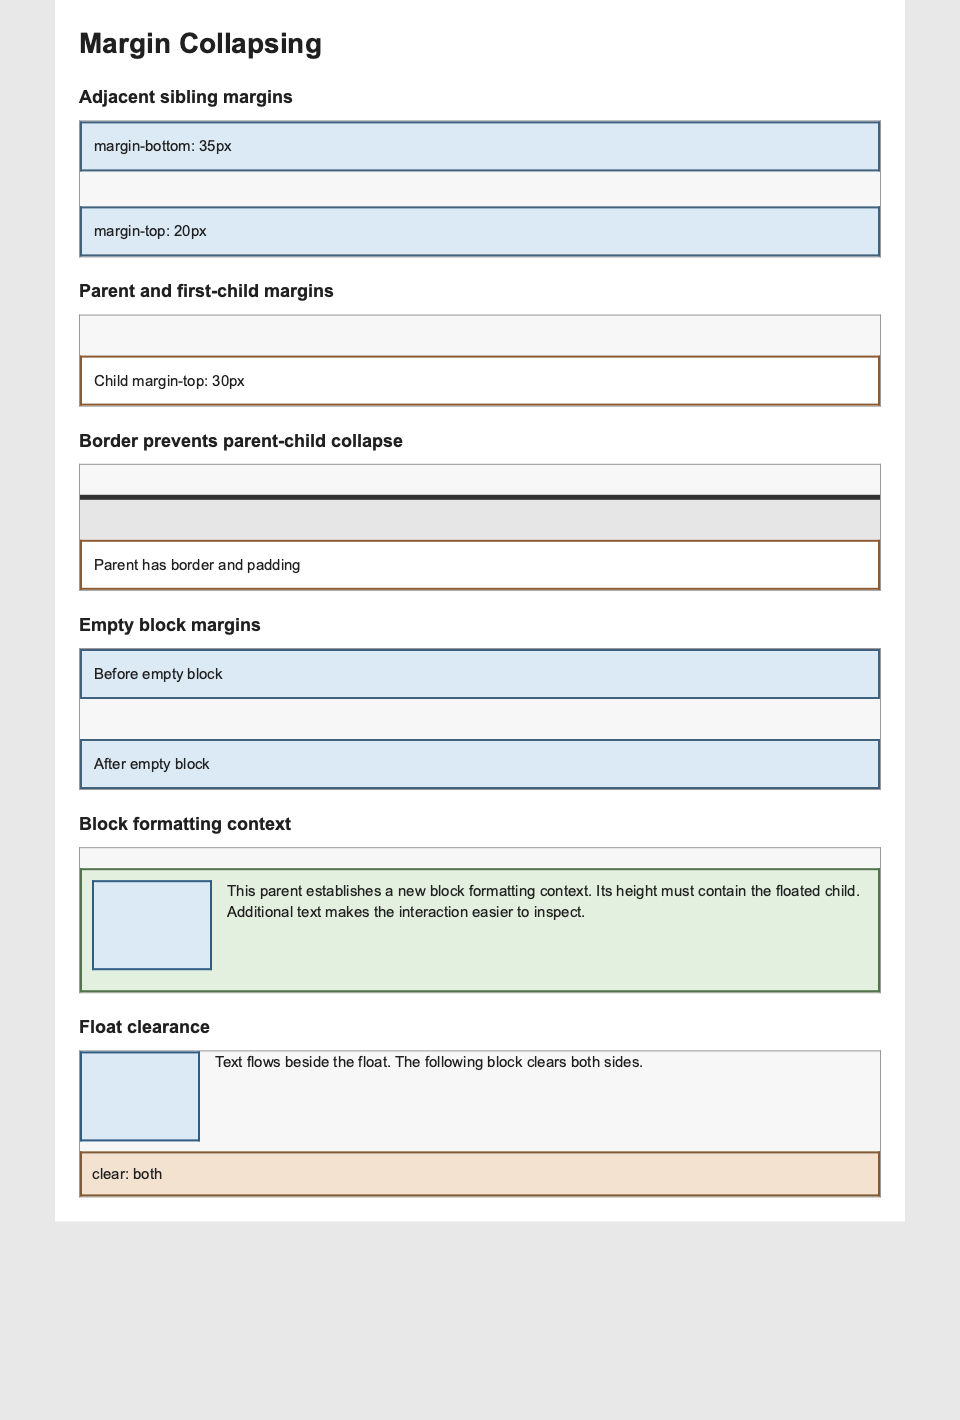 Margin Collapsing
Adjacent sibling margins
margin-bottom: 35px
margin-top: 20px
Parent and first-child margins
Child margin-top: 30px
Border prevents parent-child collapse
Parent has border and padding
Empty block margins
Before empty block
After empty block
Block formatting context
This parent establishes a new block formatting context. Its height must contain the floated child.
Additional text makes the interaction easier to inspect.
Float clearance
Text flows beside the float. The following block clears both sides.
clear: both